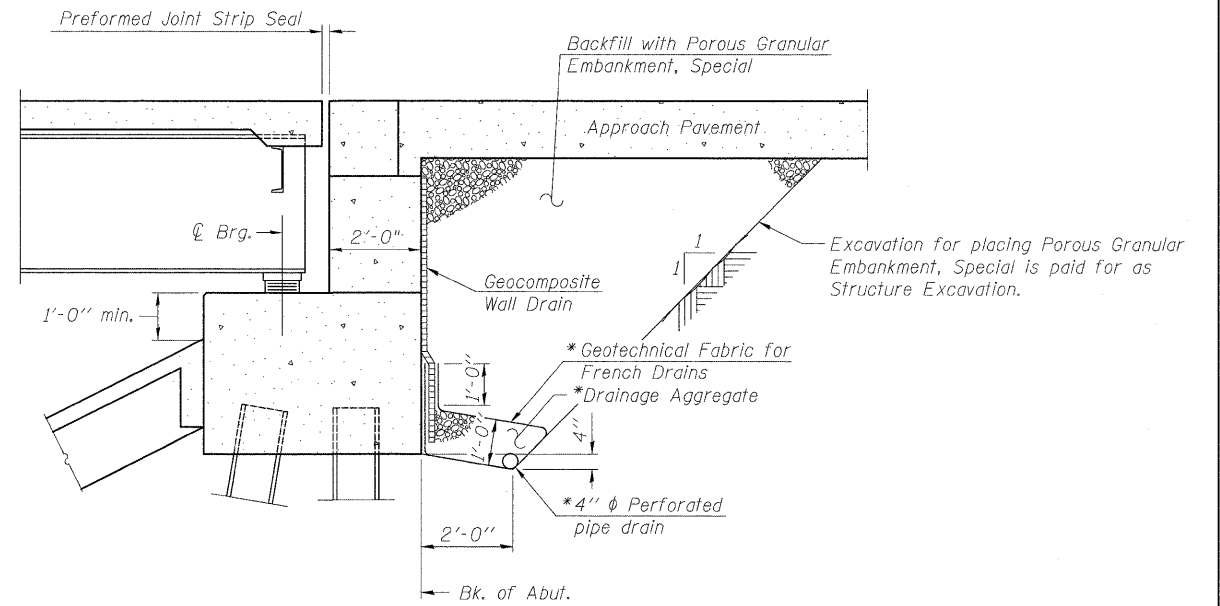 Preformed Joint Strip Seal
Backfill with Porous Granular
Embankment, Special
Approach Pavement
℄ Brg.
2'-0"
1
1
Excavation for placing Porous Granular
Embankment, Special is paid for as
Structure Excavation.
Geocomposite
Wall Drain
1'-0" min.
*Geotechnical Fabric for
French Drains
1'-0"
*Drainage Aggregate
1'-0"
4"
*4" ϕ Perforated
pipe drain
2'-0"
Bk. of Abut.